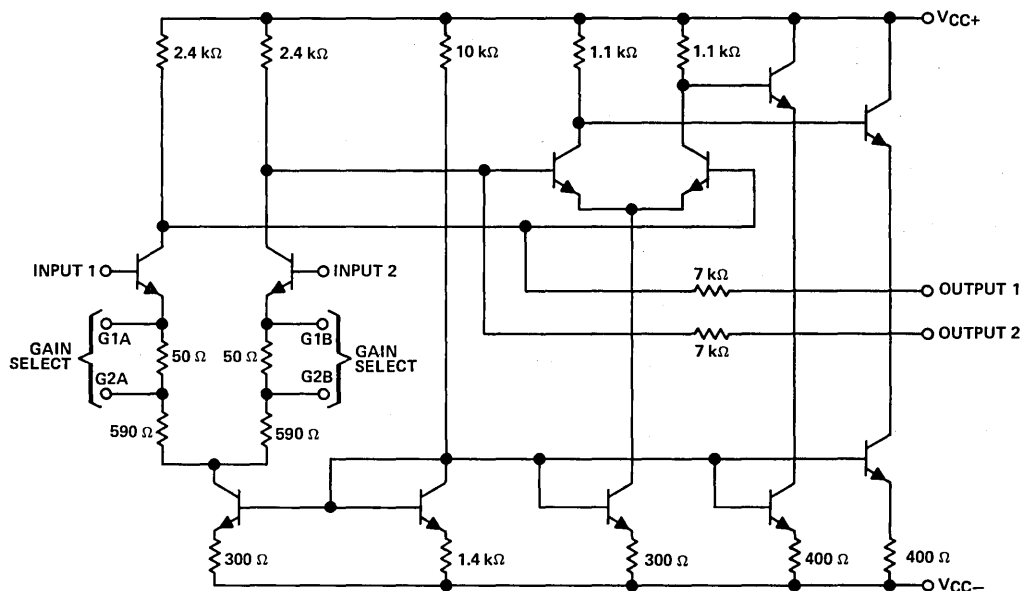 VCC+
2.4 kΩ
2.4 kΩ
10 kΩ
1.1 kΩ
1.1 kΩ
INPUT 1
INPUT 2
7 kΩ
OUTPUT 1
G1A
G1B
OUTPUT 2
GAIN
SELECT
50 Ω
50 Ω
GAIN
SELECT
7 kΩ
G2A
G2B
590 Ω
590 Ω
300 Ω
1.4 kΩ
300 Ω
400 Ω
400 Ω
VCC−